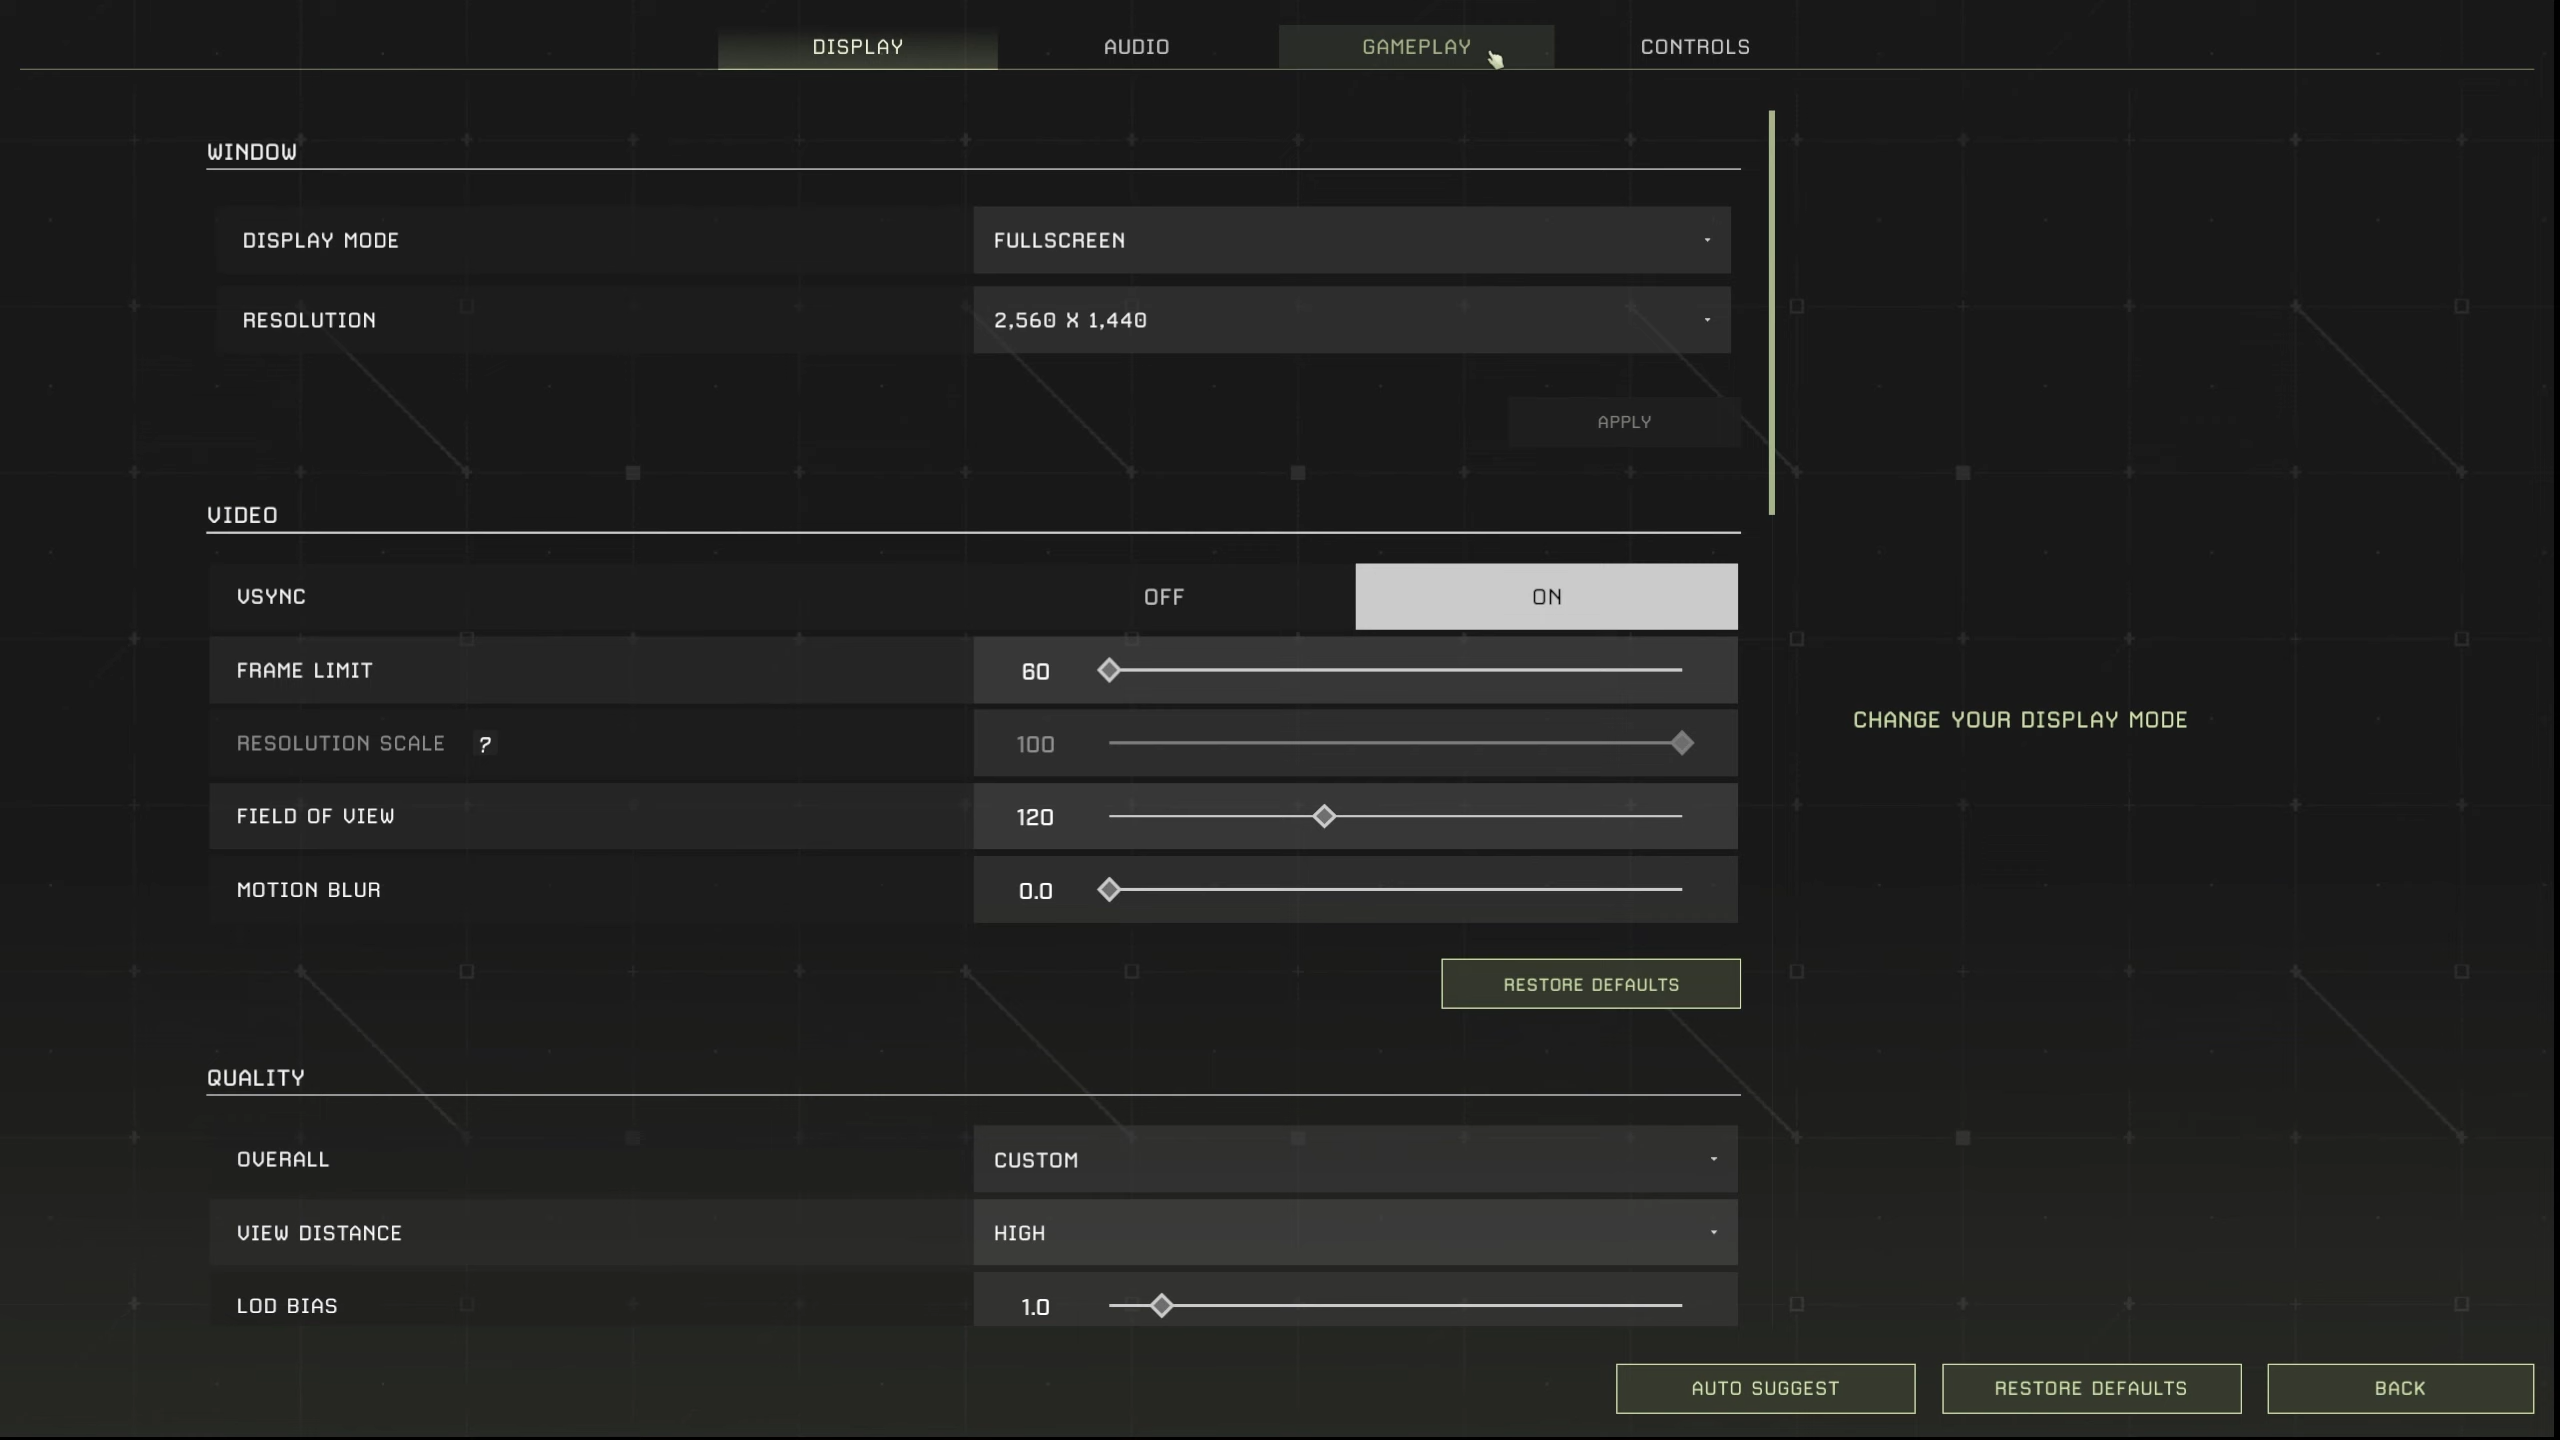 DISPLAY
AUDIO
GAMEPLAY
CONTROLS
WINDOW
DISPLAY MODE
FULLSCREEN
RESOLUTION
2,560 X 1,440
APPLY
VIDEO
VSYNC
OFF
ON
FRAME LIMIT
60
RESOLUTION SCALE ?
100
FIELD OF VIEW
120
MOTION BLUR
0.0
CHANGE YOUR DISPLAY MODE
RESTORE DEFAULTS
QUALITY
OVERALL
CUSTOM
VIEW DISTANCE
HIGH
LOD BIAS
1.0
AUTO SUGGEST
RESTORE DEFAULTS
BACK